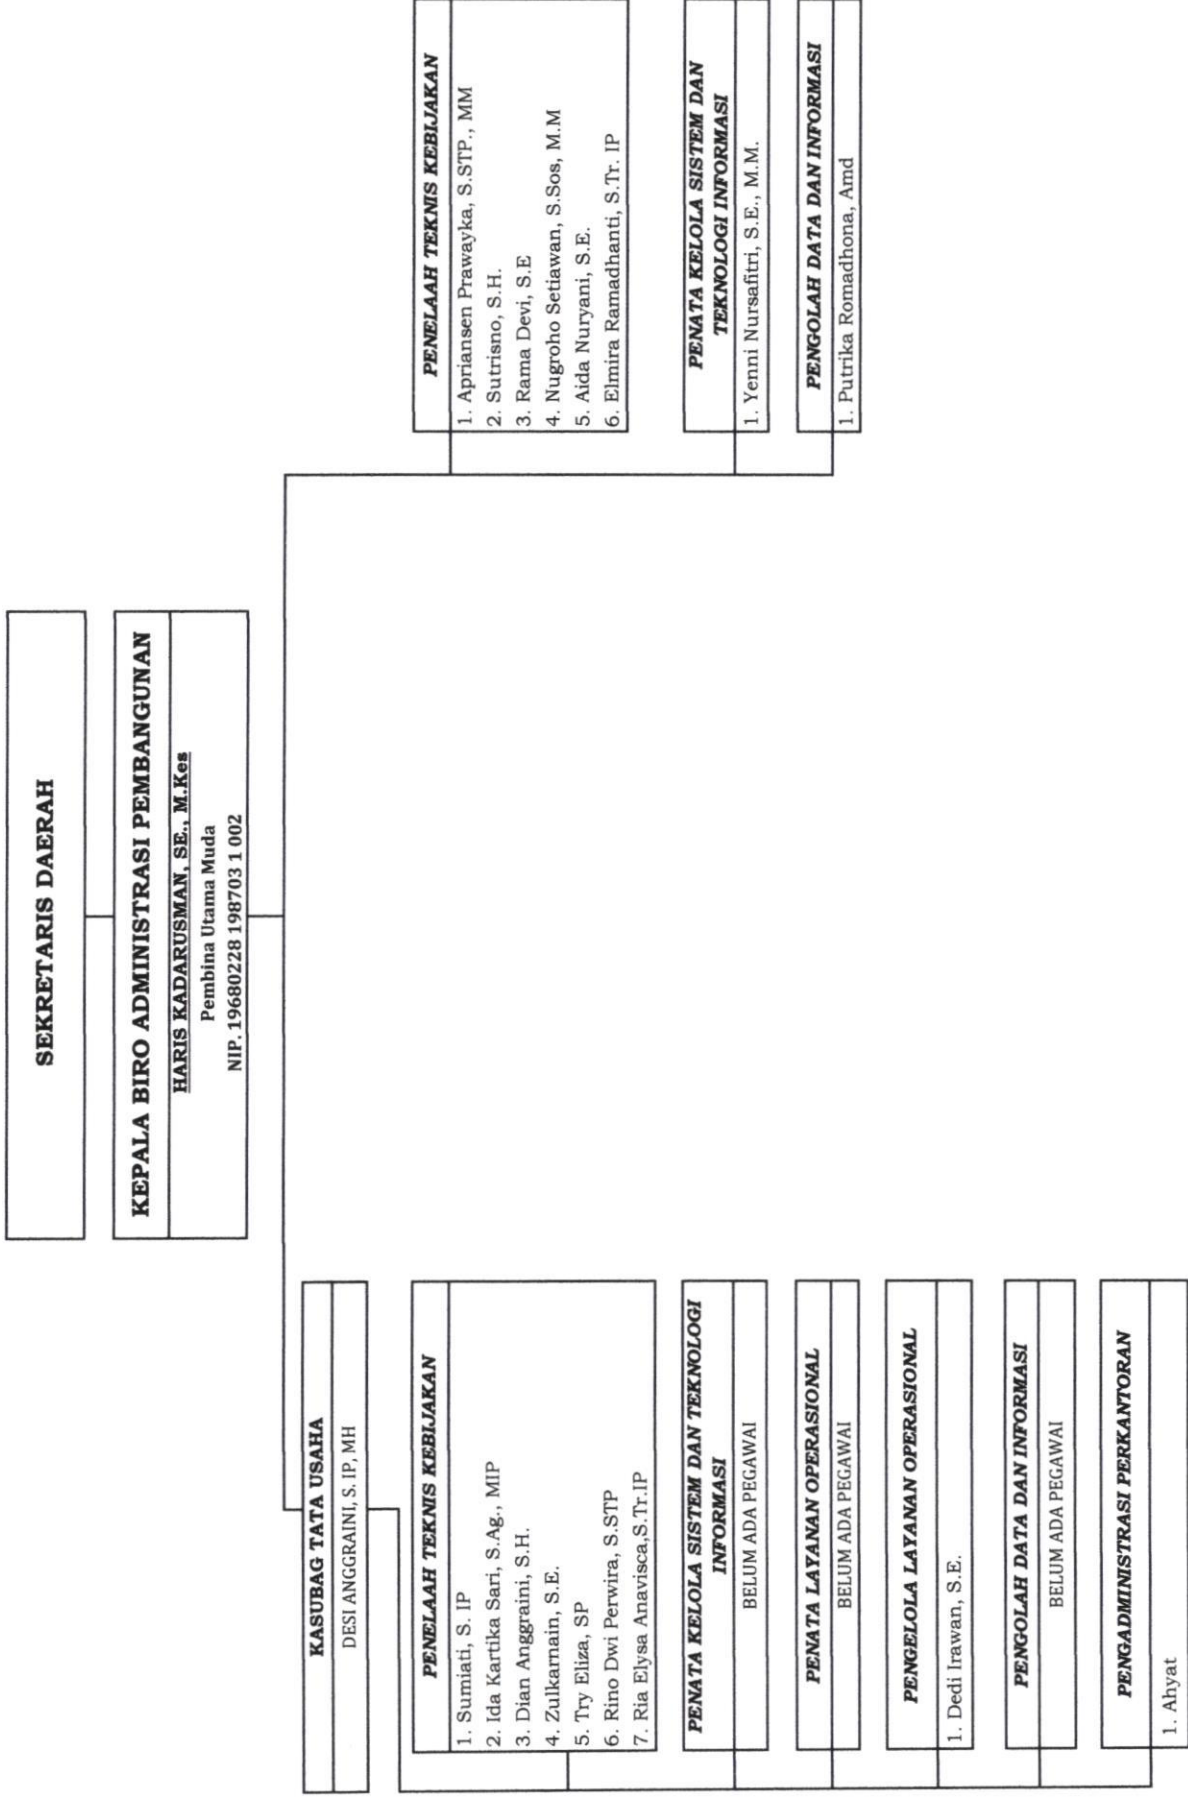 SEKRETARIS DAERAH
KEPALA BIRO ADMINISTRASI PEMBANGUNAN
HARIS KADARUSMAN, SE., M.Kes
Pembina Utama Muda
NIP. 19680228 198703 1 002
KASUBAG TATA USAHA
DESI ANGGRAINI, S. IP, MH
PENELAAH TEKNIS KEBIJAKAN
1. Sumiati, S. IP
2. Ida Kartika Sari, S.Ag., MIP
3. Dian Anggraini, S.H.
4. Zulkarnain, S.E.
5. Try Eliza, SP
6. Rino Dwi Perwira, S.STP
7. Ria Elysa Anavisca,S.Tr.IP
PENATA KELOLA SISTEM DAN TEKNOLOGI
INFORMASI
BELUM ADA PEGAWAI
PENATA LAYANAN OPERASIONAL
BELUM ADA PEGAWAI
PENGELOLA LAYANAN OPERASIONAL
1. Dedi Irawan, S.E.
PENGOLAH DATA DAN INFORMASI
BELUM ADA PEGAWAI
PENGADMINISTRASI PERKANTORAN
1. Ahyat
PENELAAH TEKNIS KEBIJAKAN
1. Apriansen Prawayka, S.STP., MM
2. Sutrisno, S.H.
3. Rama Devi, S.E
4. Nugroho Setiawan, S.Sos, M.M
5. Aida Nuryani, S.E.
6. Elmira Ramadhanti, S.Tr. IP
PENATA KELOLA SISTEM DAN
TEKNOLOGI INFORMASI
1. Yenni Nursafitri, S.E., M.M.
PENGOLAH DATA DAN INFORMASI
1. Putrika Romadhona, Amd